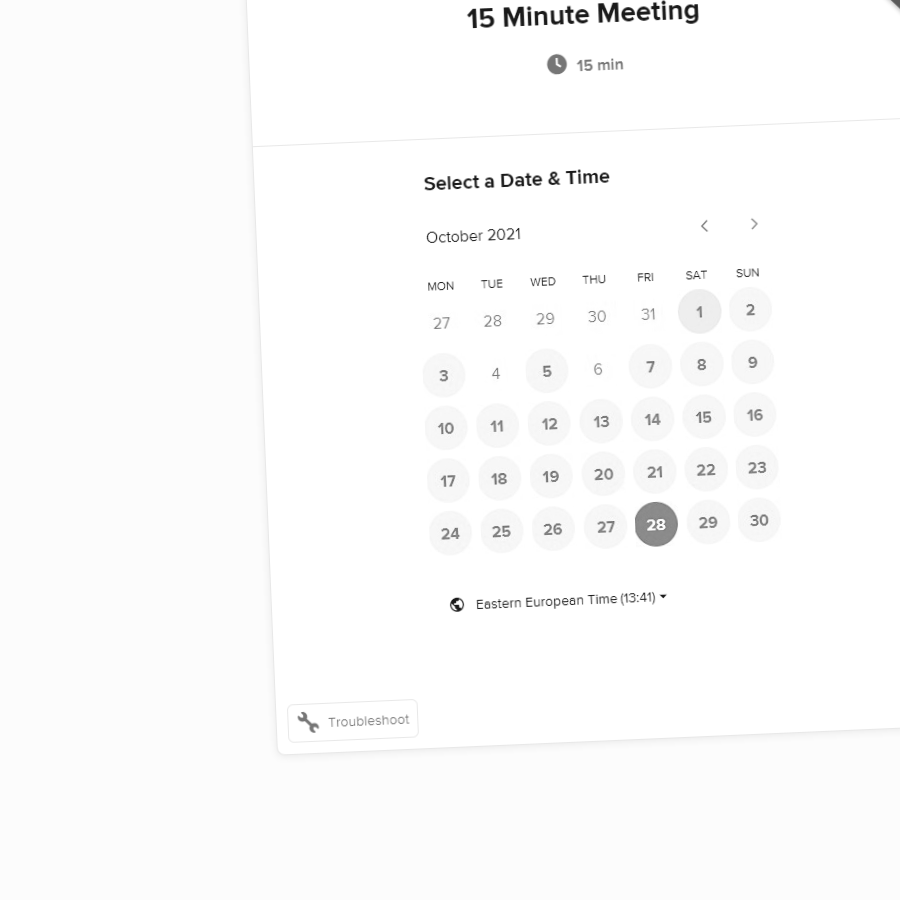 15 Minute Meeting
15 min
Select a Date & Time
October 2021
MON TUE WED THU FRI SAT SUN
27 28 29 30 31 1 2
3 4 5 6 7 8 9
10 11 12 13 14 15 16
17 18 19 20 21 22 23
24 25 26 27 28 29 30
Eastern European Time (13:41)
Troubleshoot